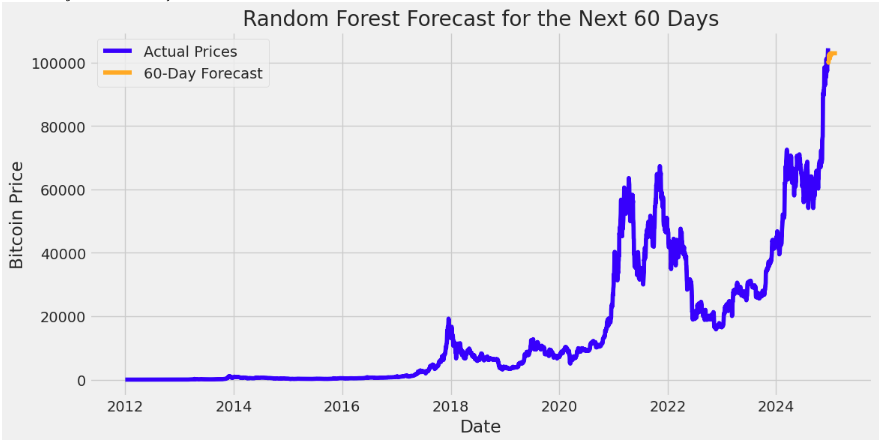 Random Forest Forecast for the Next 60 Days
Actual Prices
60-Day Forecast
100000
80000
60000
40000
20000
0
Bitcoin Price
2012 2014 2016 2018 2020 2022 2024
Date